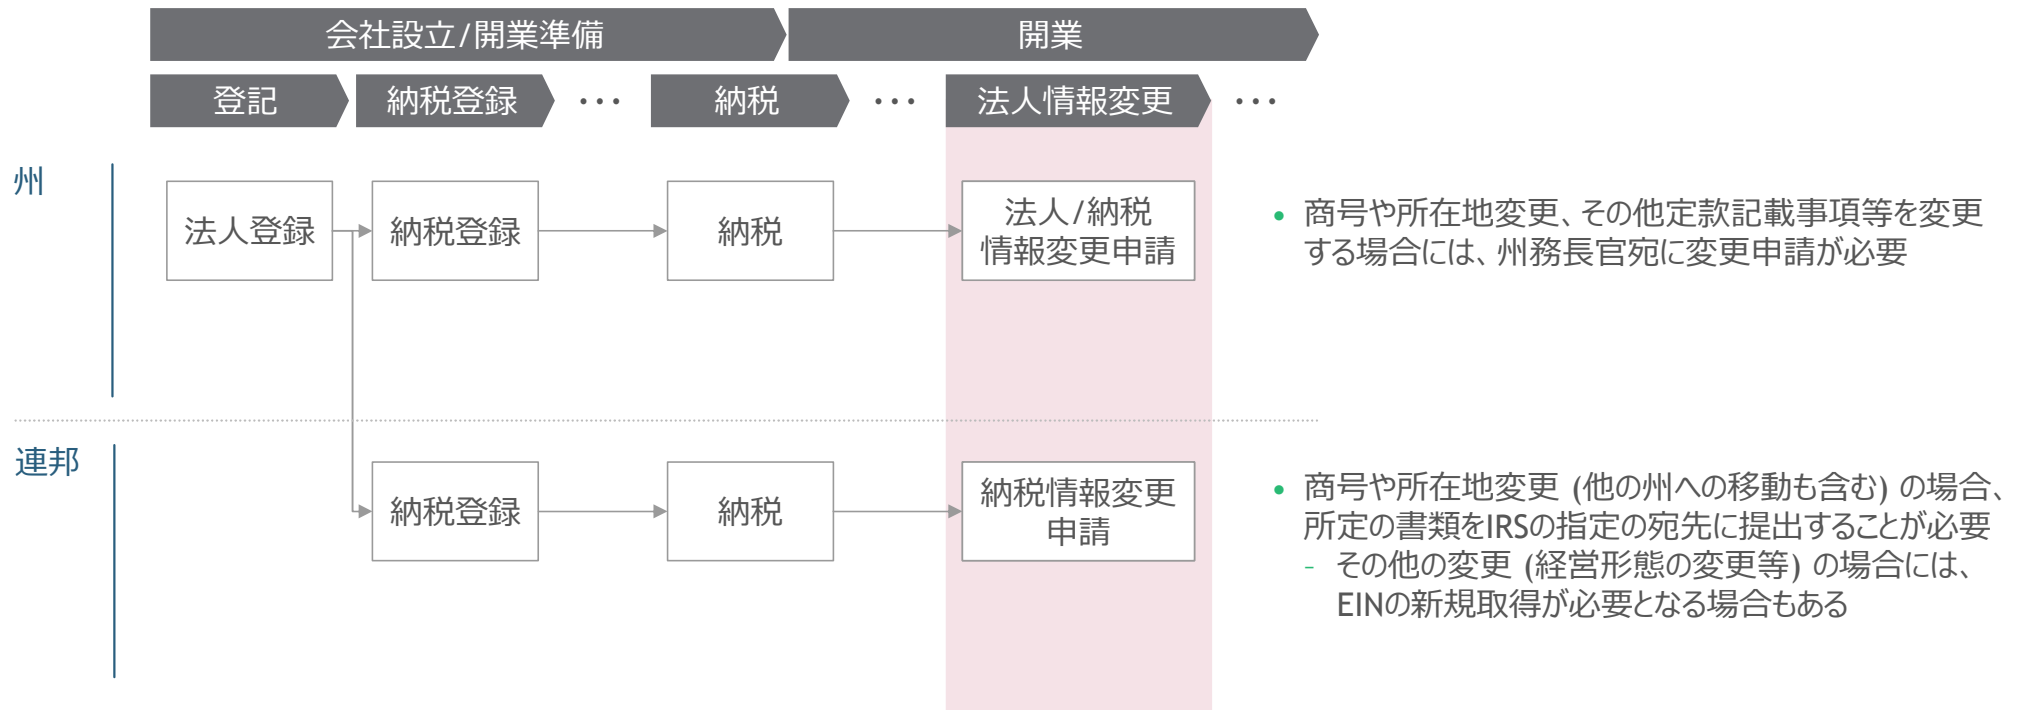 会社設立/開業準備
開業
登記
納税登録
・・・
納税
・・・
法人情報変更
・・・
州
法人登録
納税登録
納税
法人/納税
情報変更申請
• 商号や所在地変更、その他定款記載事項等を変更
する場合には、州務長官宛に変更申請が必要
連邦
納税登録
納税
納税情報変更
申請
• 商号や所在地変更 (他の州への移動も含む) の場合、
所定の書類をIRSの指定の宛先に提出することが必要
- その他の変更 (経営形態の変更等) の場合には、
EINの新規取得が必要となる場合もある